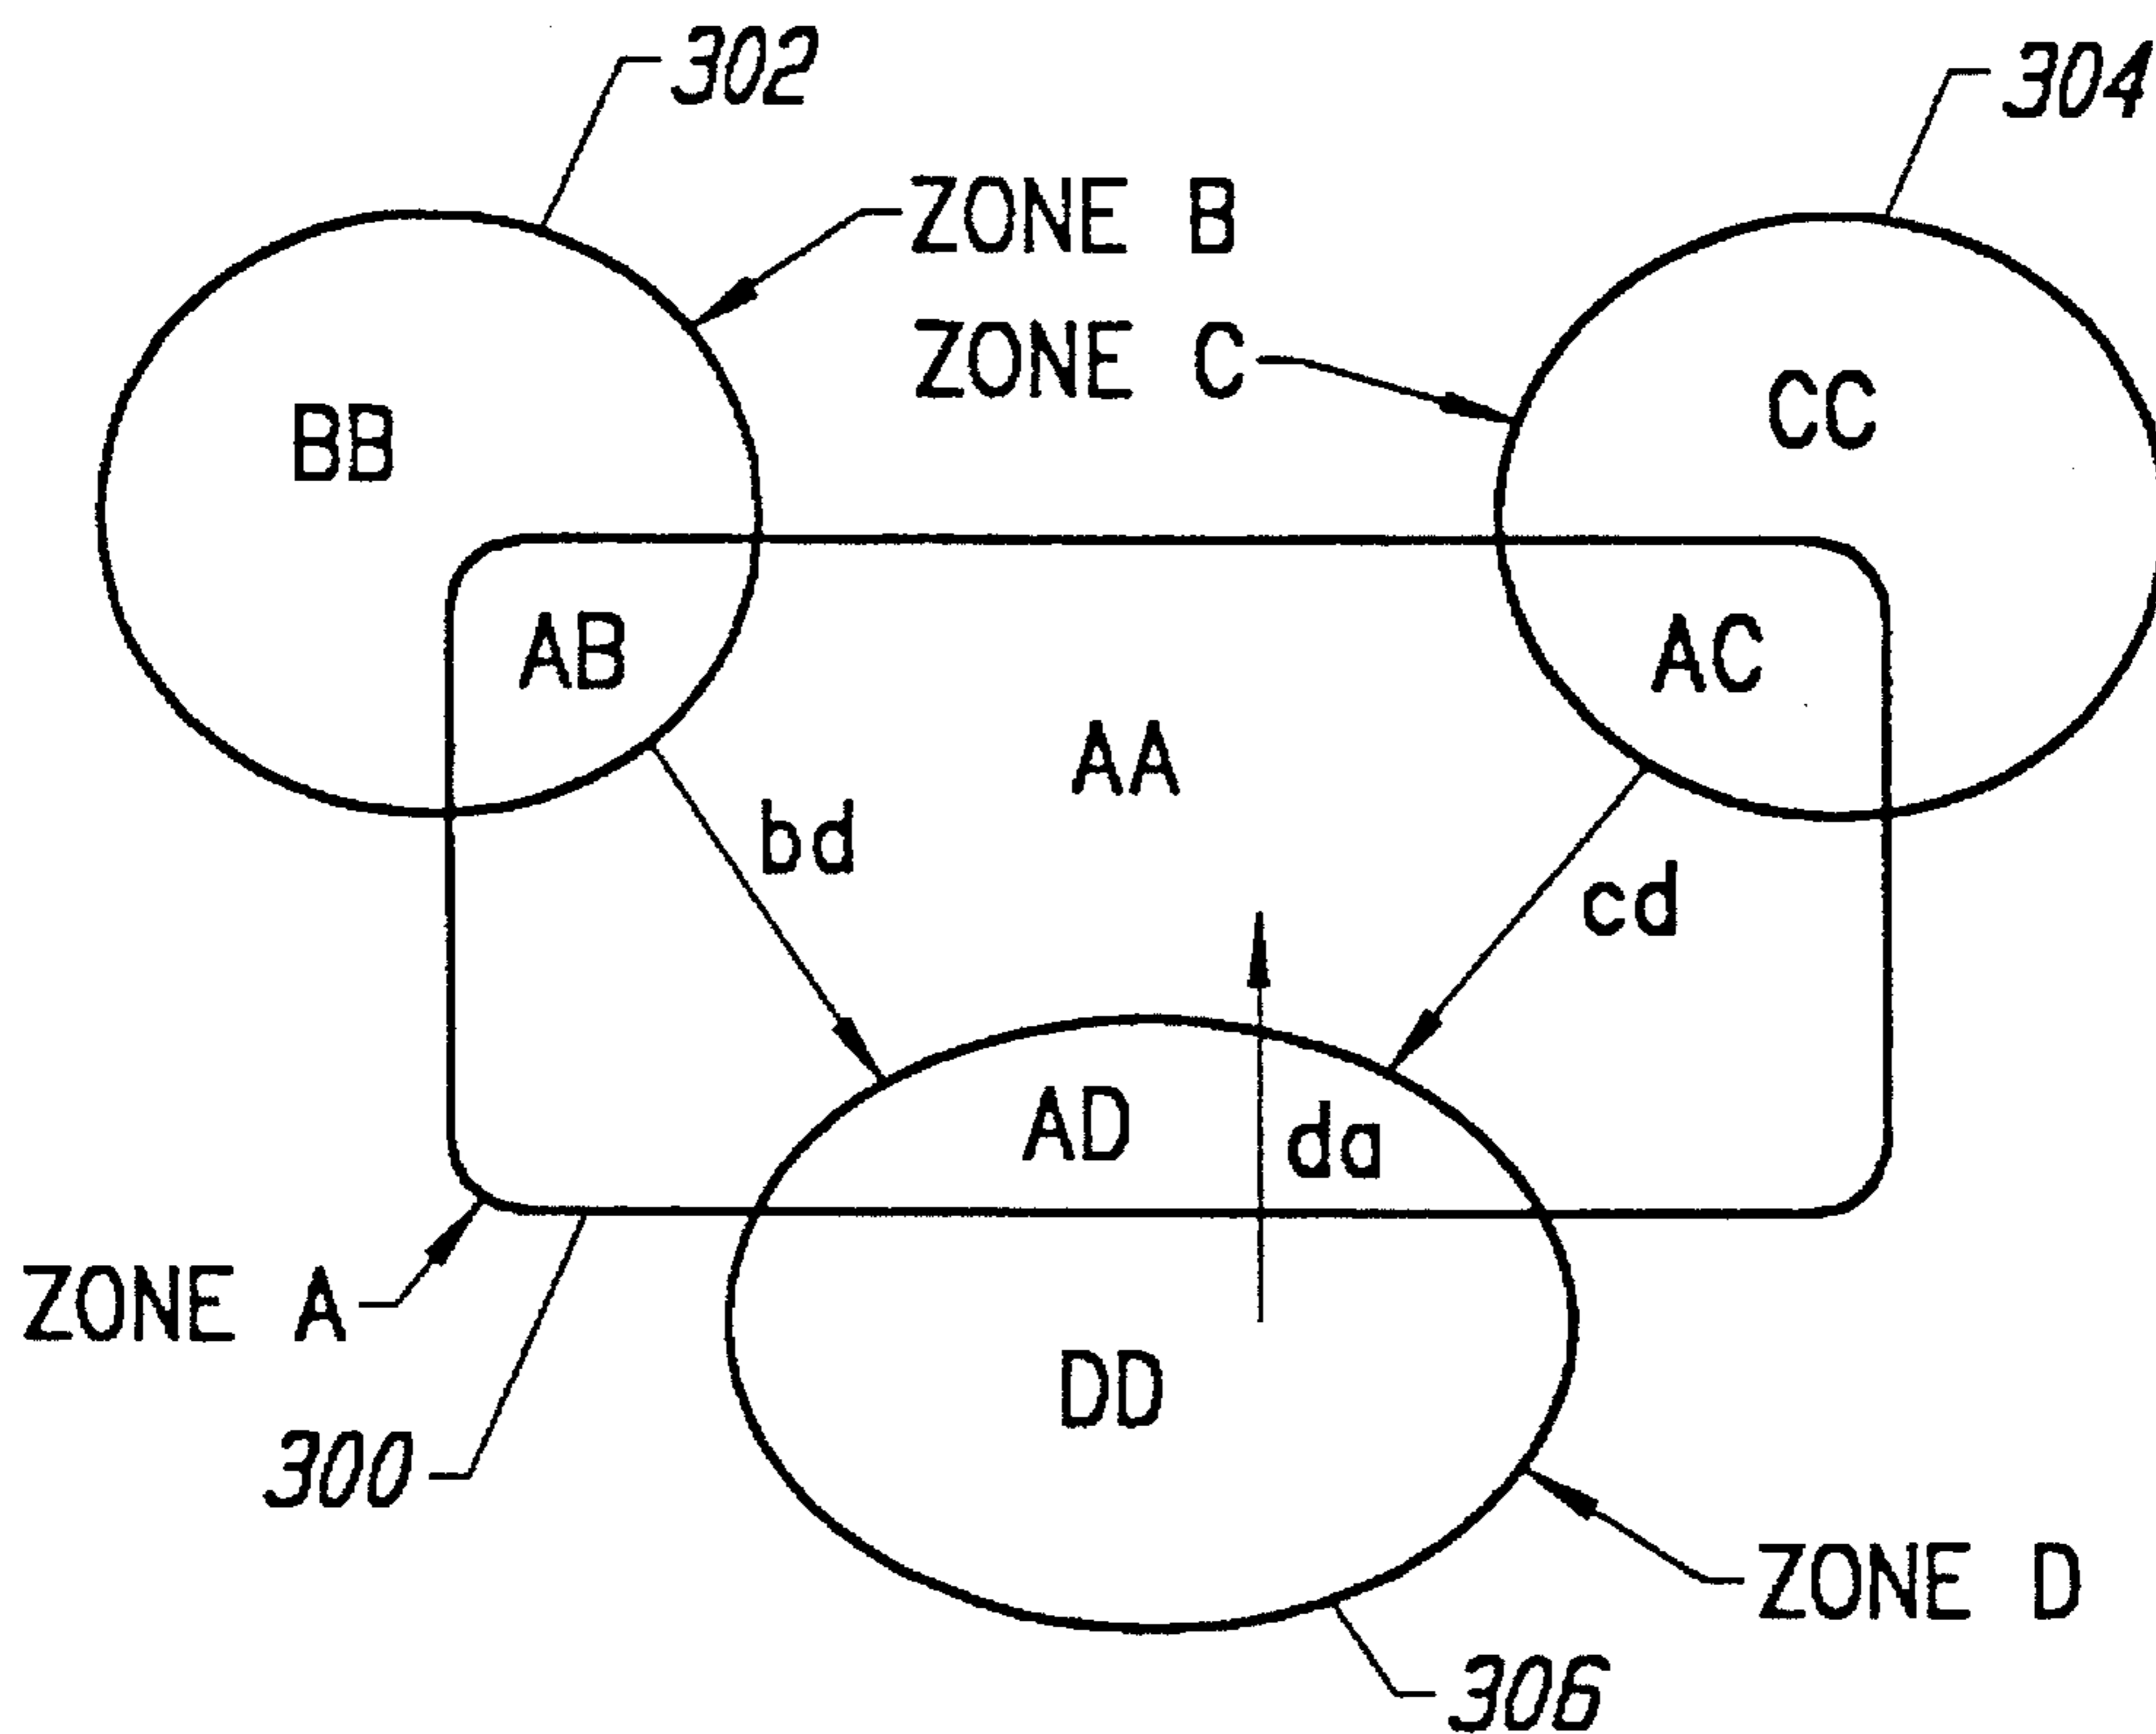 302
304
ZONE B
ZONE C
BB
CC
AB
AC
AA
bd
cd
AD
da
ZONE A
DD
300
ZONE D
306